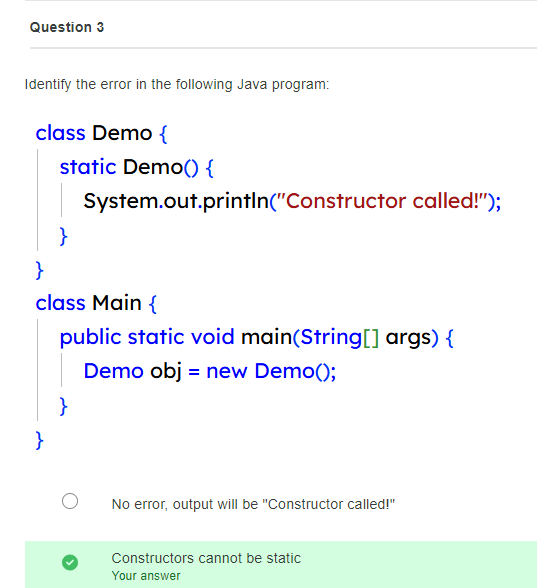 Question 3
Identify the error in the following Java program:
class Demo {
static Demo() {
System.out.println("Constructor called!");
}
}
class Main {
public static void main(String[] args) {
Demo obj = new Demo();
}
}
No error, output will be "Constructor called!"
Constructors cannot be static
Your answer